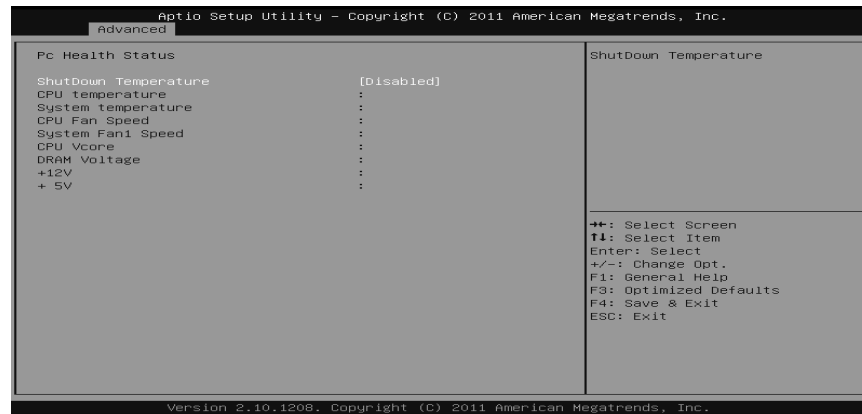 Aptio Setup Utility – Copyright (C) 2011 American Megatrends, Inc.
Advanced
Pc Health Status
ShutDown Temperature [Disabled]
CPU temperature :
System temperature :
CPU Fan Speed :
System Fan1 Speed :
CPU Vcore :
DRAM Voltage :
+12V :
+ 5V :
ShutDown Temperature
→←: Select Screen
↑↓: Select Item
Enter: Select
+/-: Change Opt.
F1: General Help
F3: Optimized Defaults
F4: Save & Exit
ESC: Exit
Version 2.10.1208. Copyright (C) 2011 American Megatrends, Inc.